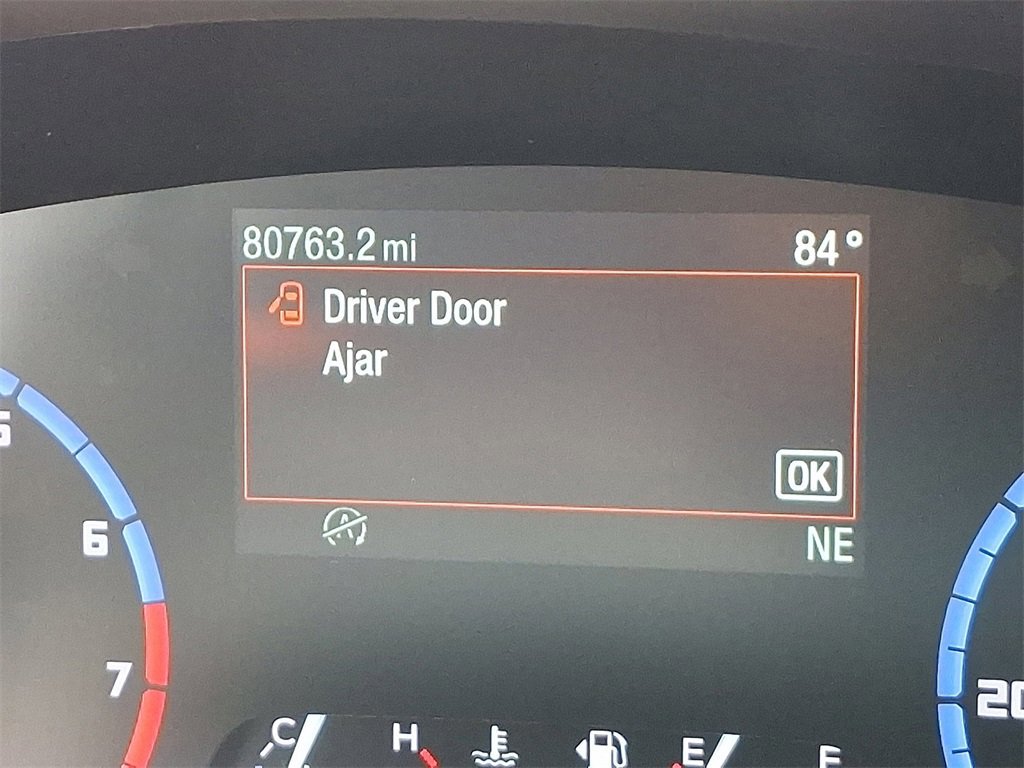 80763.2 mi 84°
Driver Door
Ajar
OK
A
NE
6
7
C H E F